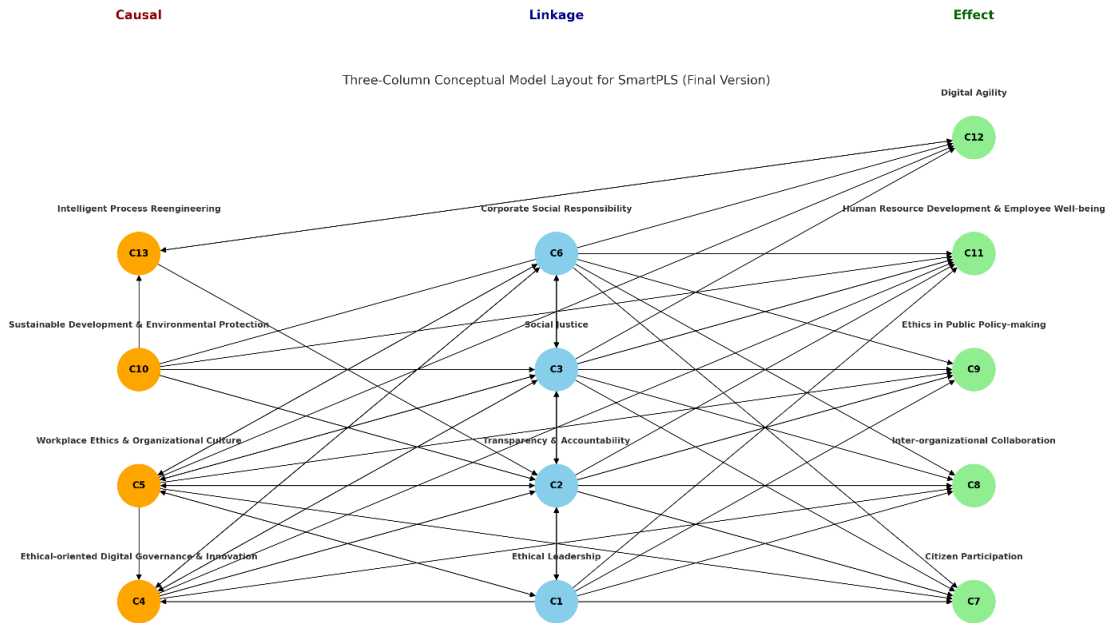 Causal
Linkage
Effect
Three-Column Conceptual Model Layout for SmartPLS (Final Version)
Digital Agility
C12
Intelligent Process Reengineering
Corporate Social Responsibility
Human Resource Development & Employee Well-being
C13
C6
C11
Sustainable Development & Environmental Protection
Social Justice
Ethics in Public Policy-making
C10
C3
C9
Workplace Ethics & Organizational Culture
Transparency & Accountability
Inter-organizational Collaboration
C5
C2
C8
Ethical-oriented Digital Governance & Innovation
Ethical Leadership
Citizen Participation
C4
C1
C7